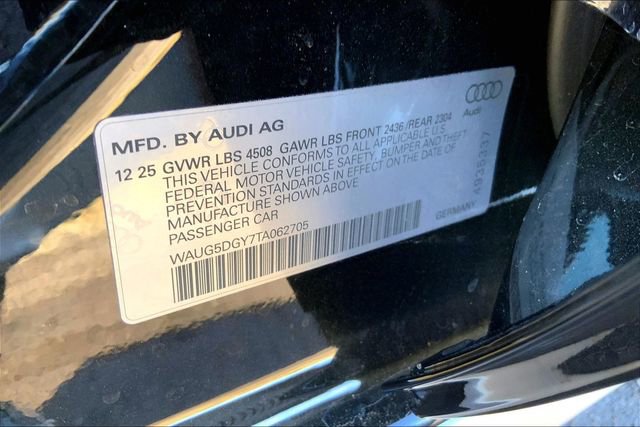 Audi
MFD. BY AUDI AG
12 25 GVWR LBS 4508 GAWR LBS FRONT 2436 /REAR 2304
THIS VEHICLE CONFORMS TO ALL APPLICABLE U.S
FEDERAL MOTOR VEHICLE SAFETY, BUMPER AND THEFT
PREVENTION STANDARDS IN EFFECT ON THE DATE OF
MANUFACTURE SHOWN ABOVE
PASSENGER CAR
WAUG5DGY7TA062705
GERMANY